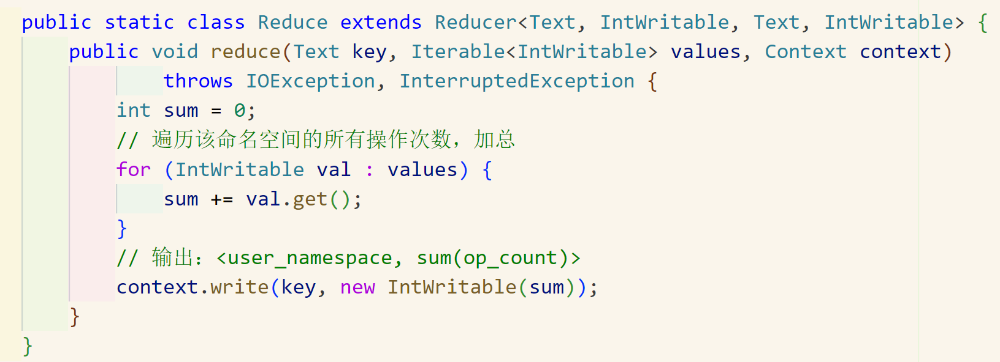 public static class Reduce extends Reducer<Text, IntWritable, Text, IntWritable> {
    public void reduce(Text key, Iterable<IntWritable> values, Context context)
            throws IOException, InterruptedException {
        int sum = 0;
        // 遍历该命名空间的所有操作次数，加总
        for (IntWritable val : values) {
            sum += val.get();
        }
        // 输出：<user_namespace, sum(op_count)>
        context.write(key, new IntWritable(sum));
    }
}